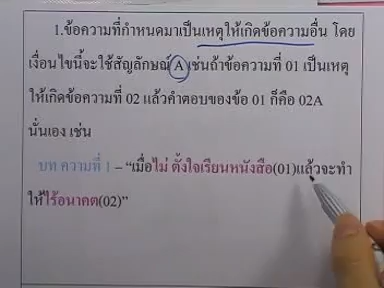 1.ข้อความที่กำหนดมาเป็นเหตุให้เกิดข้อความอื่น โดย
เงื่อนไขนี้จะใช้สัญลักษณ์ A เช่นถ้าข้อความที่ 01 เป็นเหตุ
ให้เกิดข้อความที่ 02 แล้วคำตอบของข้อ 01 ก็คือ 02A
นั่นเอง เช่น
บท ความที่ 1 – “เมื่อไม่ ตั้งใจเรียนหนังสือ(01)แล้วจะทำ
ให้ไร้อนาคต(02)”